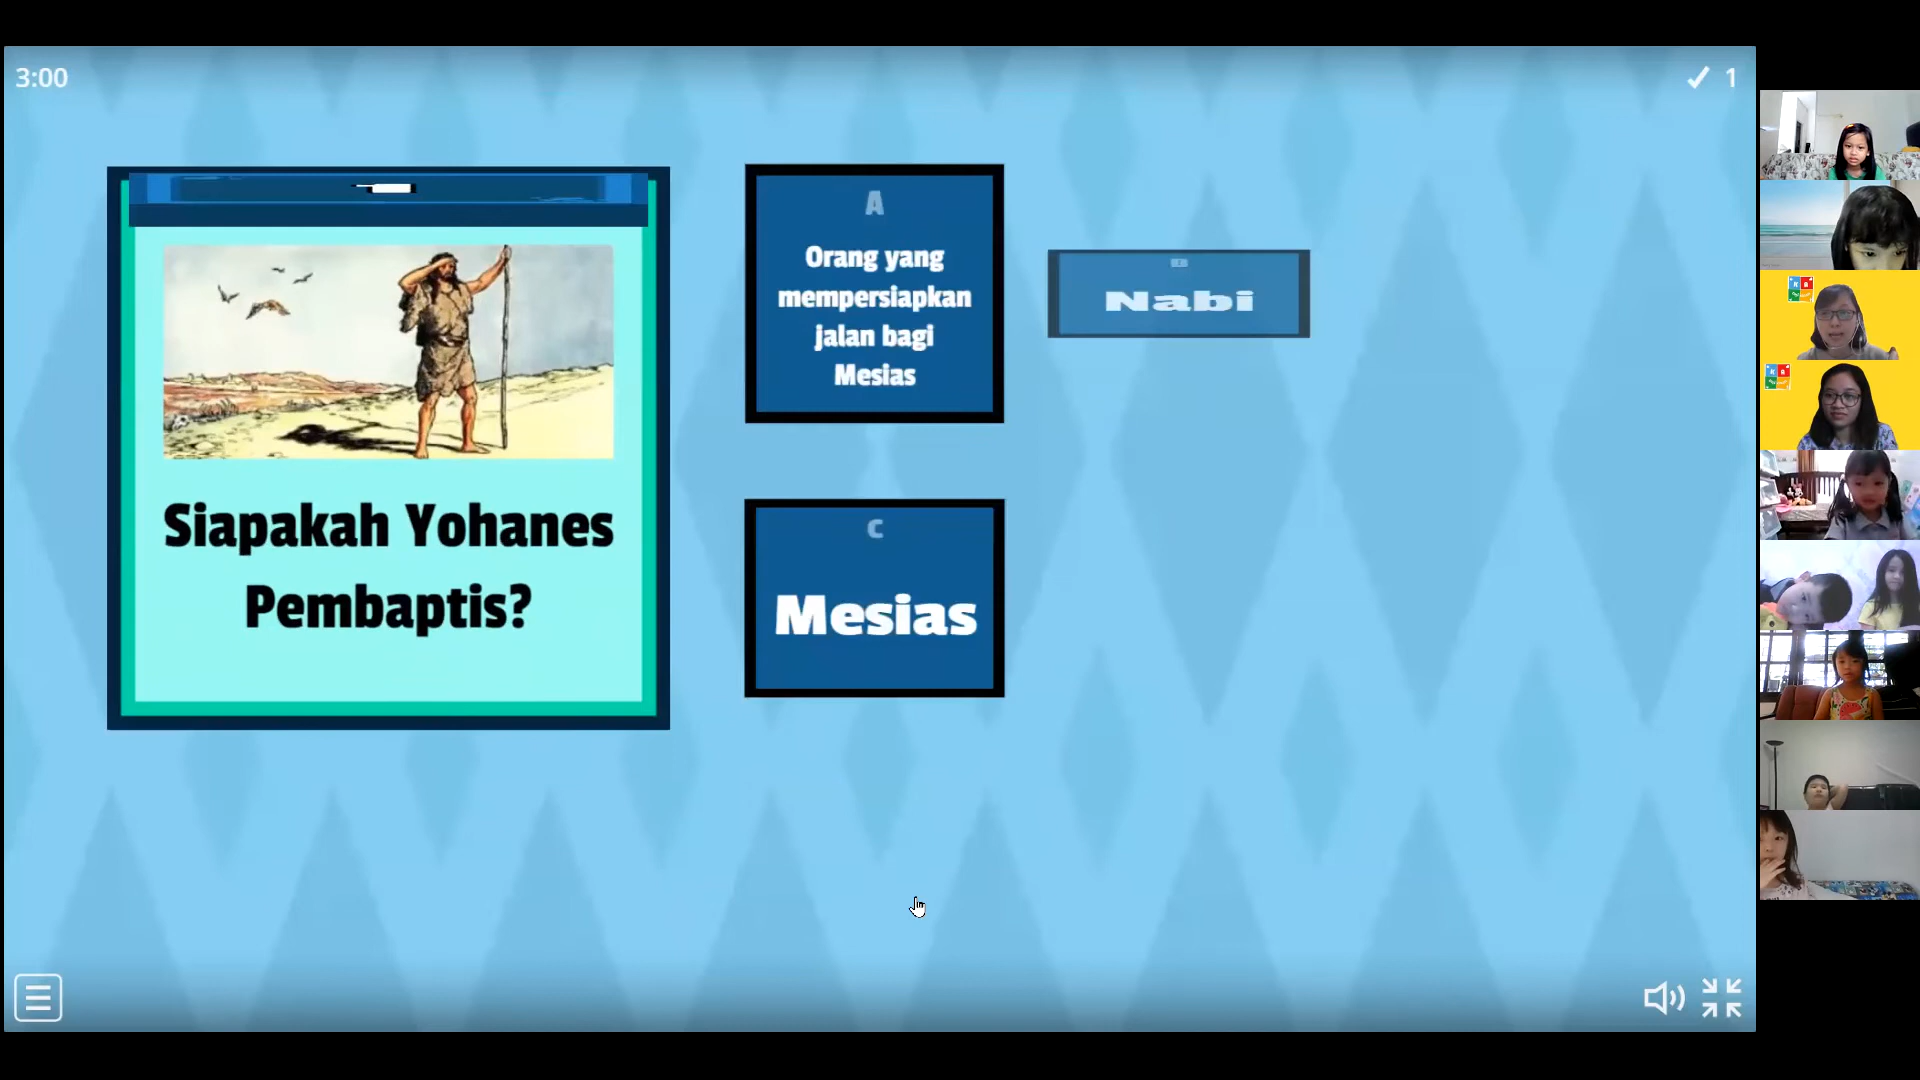 3:00
1
Siapakah Yohanes
Pembaptis?
A
Orang yang
mempersiapkan
jalan bagi
Mesias
Nabi
C
Mesias